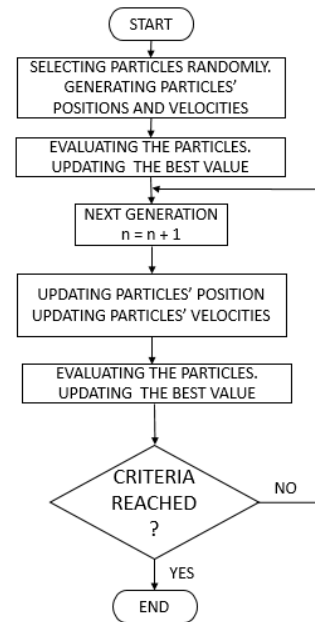 START
SELECTING PARTICLES RANDOMLY.
GENERATING PARTICLES'
POSITIONS AND VELOCITIES
EVALUATING THE PARTICLES.
UPDATING THE BEST VALUE
NEXT GENERATION
n = n + 1
UPDATING PARTICLES' POSITION
UPDATING PARTICLES' VELOCITIES
EVALUATING THE PARTICLES.
UPDATING THE BEST VALUE
CRITERIA
REACHED
?
NO
YES
END